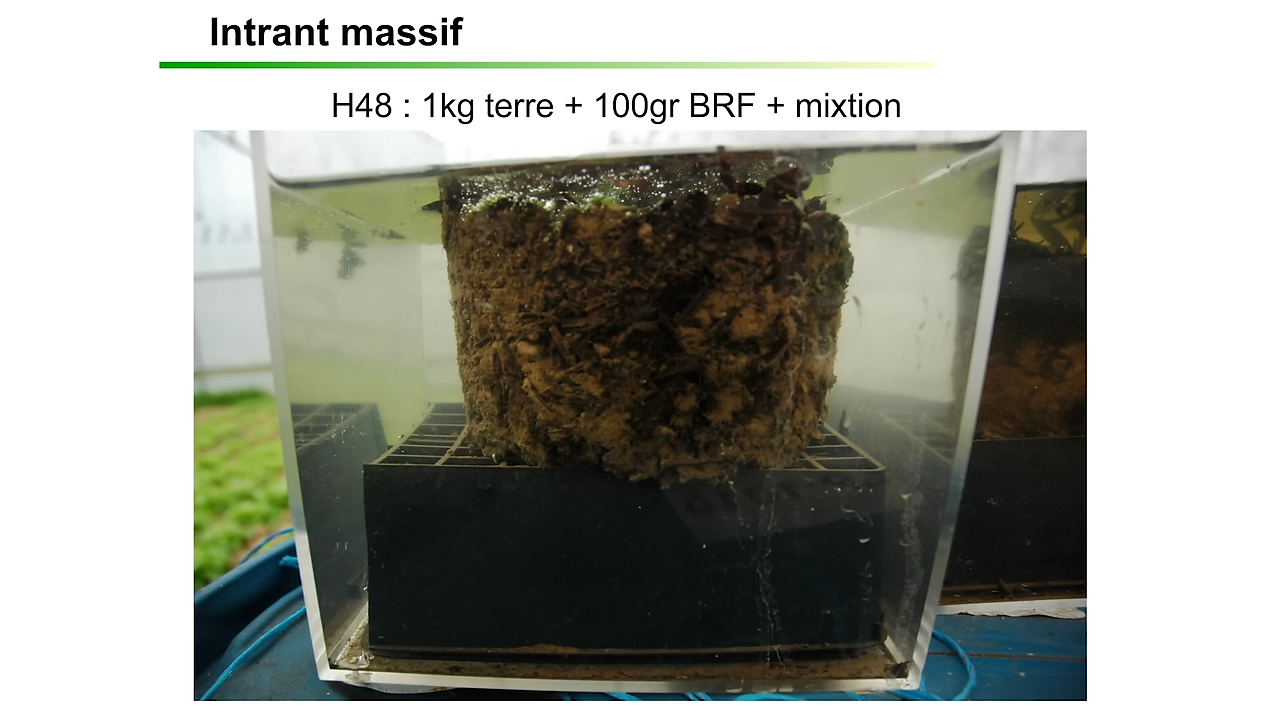 Intrant massif
H48 : 1kg terre + 100gr BRF + mixtion